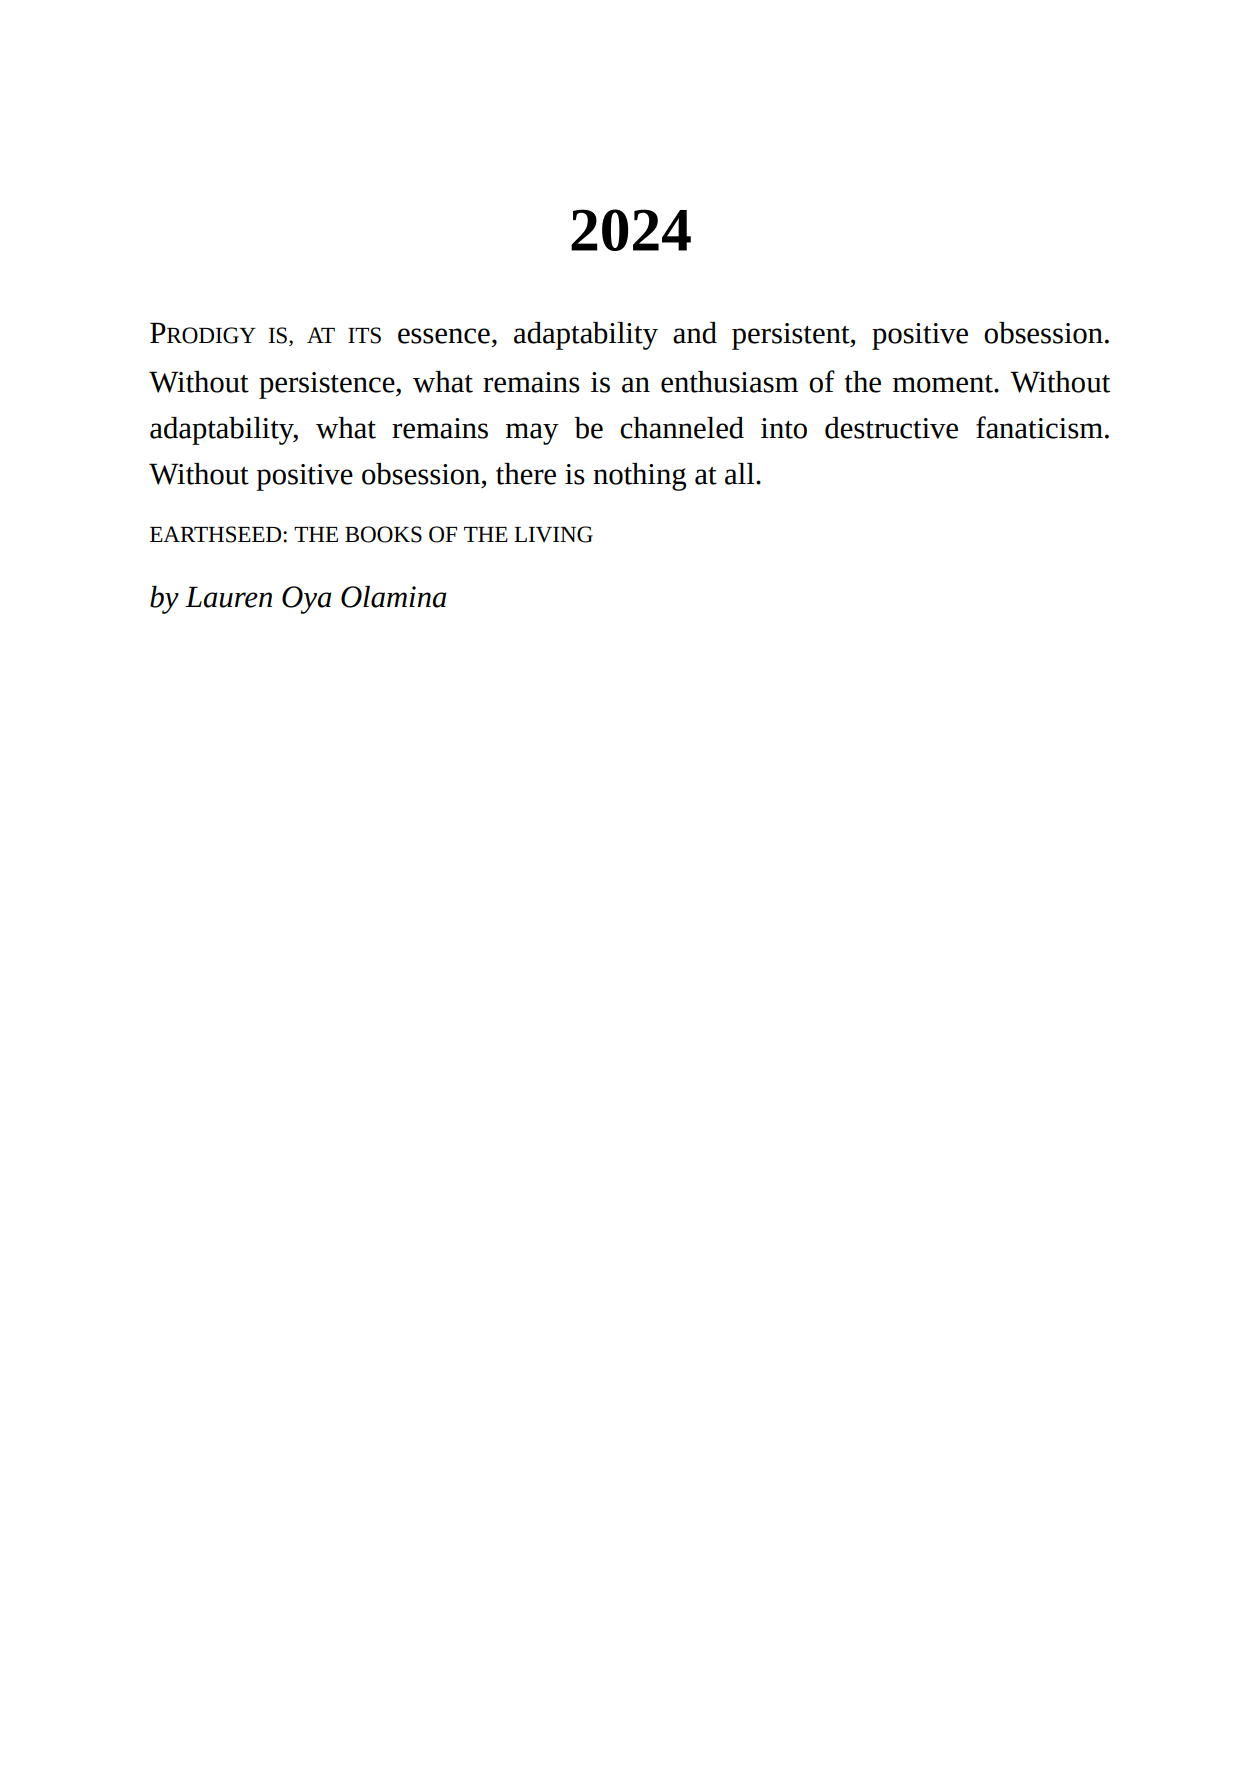 2024
PRODIGY IS, AT ITS essence, adaptability and persistent, positive obsession.
Without persistence, what remains is an enthusiasm of the moment. Without
adaptability, what remains may be channeled into destructive fanaticism.
Without positive obsession, there is nothing at all.
EARTHSEED: THE BOOKS OF THE LIVING
by Lauren Oya Olamina